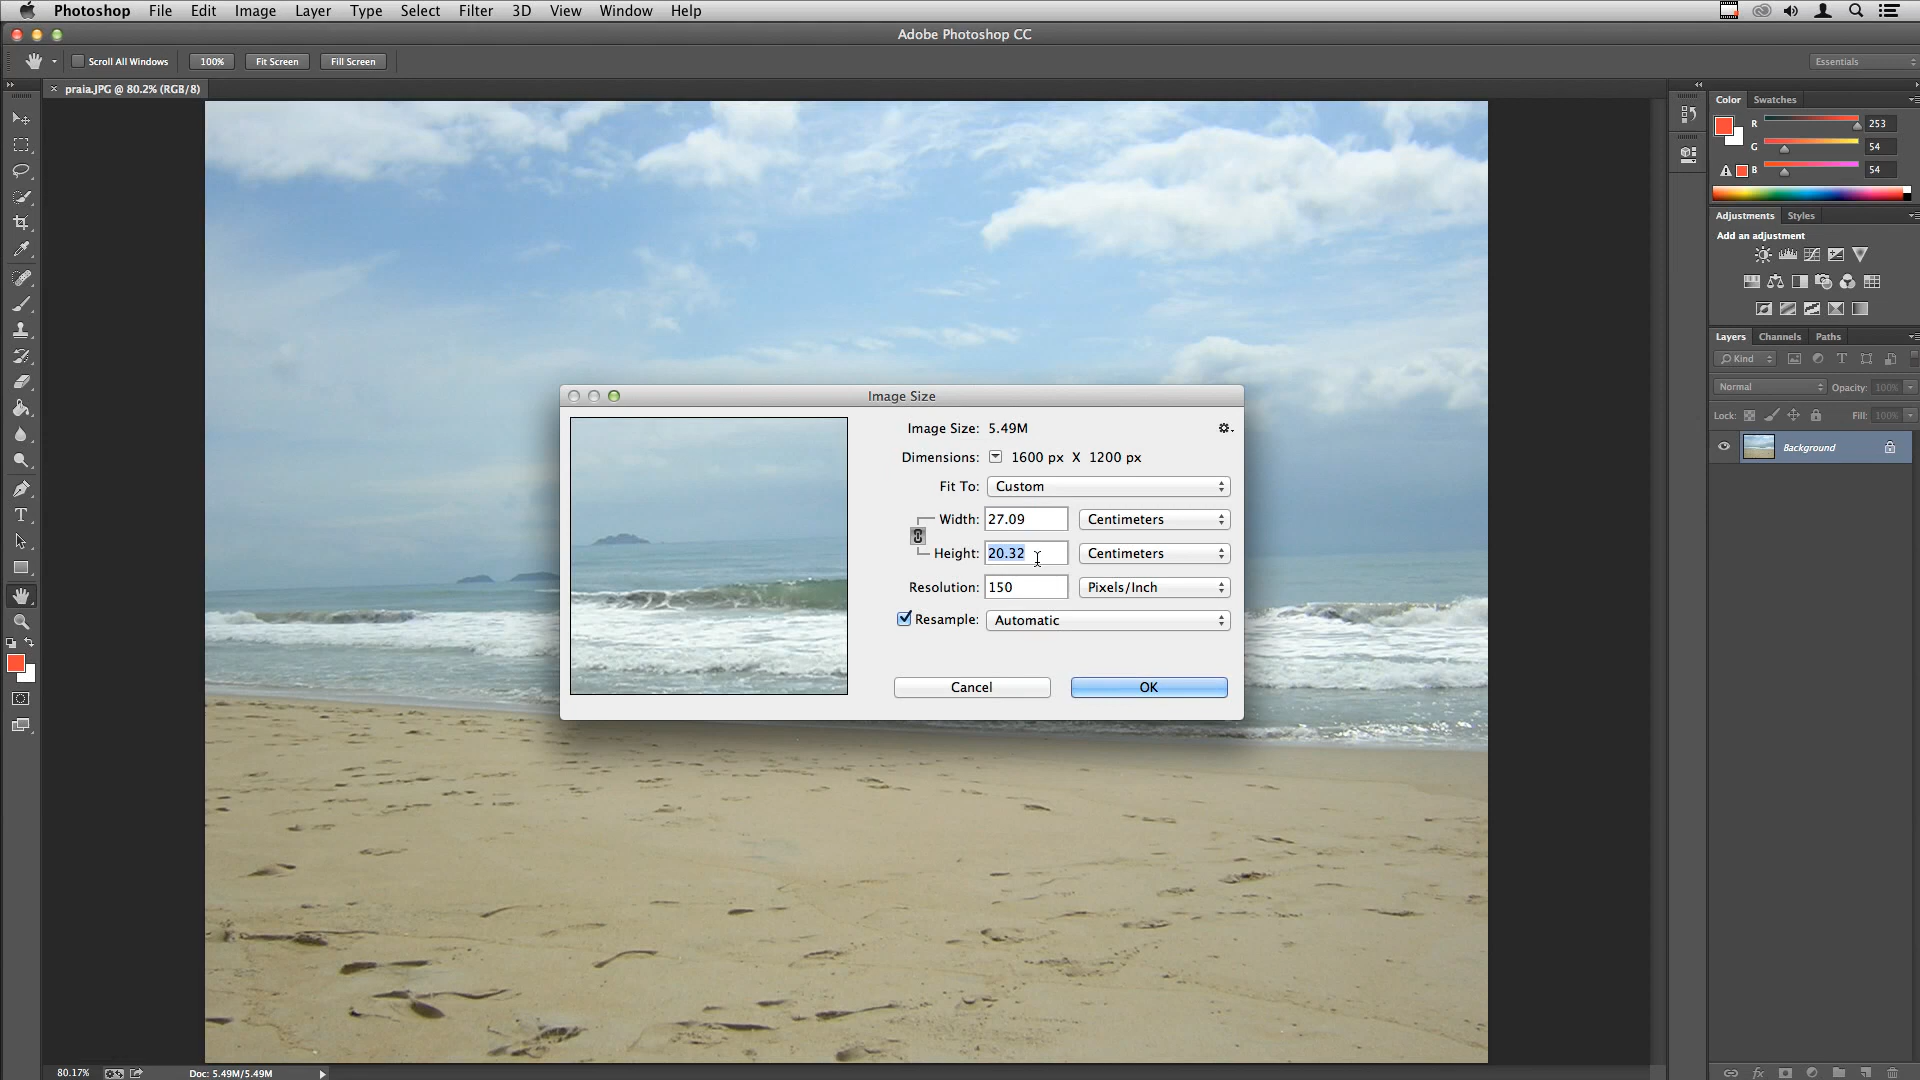 Photoshop File Edit Image Layer Type Select Filter 3D View Window Help
Adobe Photoshop CC
Scroll All Windows 100% Fit Screen Fill Screen
Essentials
praia.JPG @ 80.2% (RGB/8)
Color Swatches
R 253
G 54
B 54
Adjustments Styles
Add an adjustment
Layers Channels Paths
Kind
Normal Opacity: 100%
Lock: Fill: 100%
Background
Image Size
Image Size: 5.49M
Dimensions: 1600 px X 1200 px
Fit To: Custom
Width: 27.09 Centimeters
Height: 20.32 Centimeters
Resolution: 150 Pixels/Inch
Resample: Automatic
Cancel OK
80.17% Doc: 5.49M/5.49M